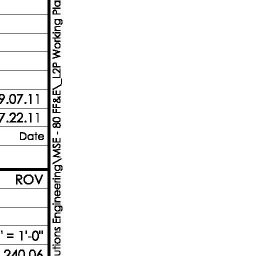 9.07.11
7.22.11
Date
ROV
" = 1'-0"
240.06
utions Engineering\MSE - 80 FF&E\_L2P Working Pla